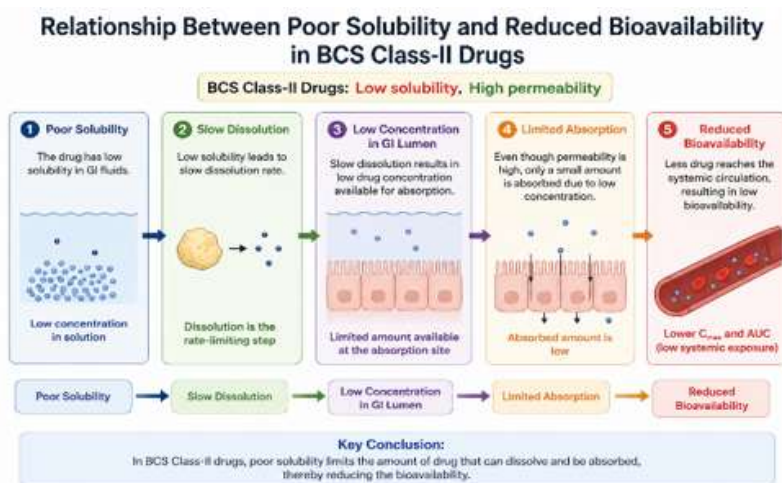 Relationship Between Poor Solubility and Reduced Bioavailability
in BCS Class-II Drugs
BCS Class-II Drugs: Low solubility, High permeability
1 Poor Solubility
The drug has low
solubility in GI fluids.
Low concentration
in solution
2 Slow Dissolution
Low solubility leads to
slow dissolution rate.
Dissolution is the
rate-limiting step
3 Low Concentration
in GI Lumen
Slow dissolution results in
low drug concentration
available for absorption.
Limited amount available
at the absorption site
4 Limited Absorption
Even though permeability is
high, only a small amount
is absorbed due to low
concentration.
Absorbed amount is
low
5 Reduced
Bioavailability
Less drug reaches the
systemic circulation,
resulting in low
bioavailability.
Lower Cmax and AUC
(low systemic exposure)
Poor Solubility
Slow Dissolution
Low Concentration
in GI Lumen
Limited Absorption
Reduced
Bioavailability
Key Conclusion:
In BCS Class-II drugs, poor solubility limits the amount of drug that can dissolve and be absorbed,
thereby reducing the bioavailability.